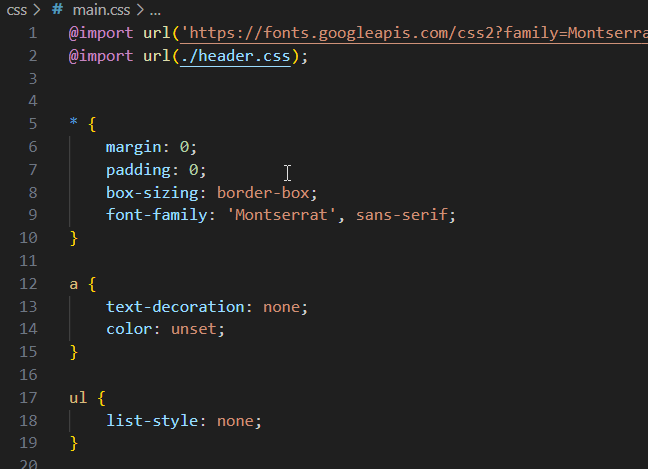 css > # main.css > ...
1 @import url('https://fonts.googleapis.com/css2?family=Montserra
2 @import url(./header.css);
3
4
5 * {
6     margin: 0;
7     padding: 0;
8     box-sizing: border-box;
9     font-family: 'Montserrat', sans-serif;
10 }
11
12 a {
13     text-decoration: none;
14     color: unset;
15 }
16
17 ul {
18     list-style: none;
19 }
20